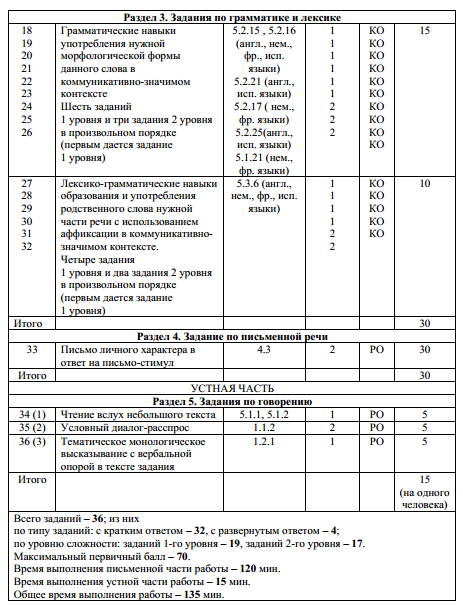 Раздел 3. Задания по грамматике и лексике
18 Грамматические навыки 5.2.15 , 5.2.16 1 КО 15
19 употребления нужной (англ., нем., 1 КО
20 морфологической формы фр., исп. 1 КО
21 данного слова в языки) 1 КО
22 коммуникативно-значимом 5.2.21 (англ., 1 КО
23 контексте исп. языки) 1 КО
24 Шесть заданий 5.2.17 ( нем., 2 КО
25 1 уровня и три задания 2 уровня фр. языки) 2 КО
26 в произвольном порядке 5.2.25(англ., 2 КО
(первым дается задание исп. языки) КО
1 уровня) 5.1.21 (нем.,
фр. языки)
27 Лексико-грамматические навыки 5.3.6 (англ., 1 КО 10
28 образования и употребления нем., фр., исп. 1 КО
29 родственного слова нужной языки) 1 КО
30 части речи с использованием 1 КО
31 аффиксации в коммуникативно- 2 КО
32 значимом контексте. 2
Четыре задания
1 уровня и два задания 2 уровня
в произвольном порядке
(первым дается задание
1 уровня)
Итого 30
Раздел 4. Задание по письменной речи
33 Письмо личного характера в 4.3 2 РО 30
ответ на письмо-стимул
Итого 30
УСТНАЯ ЧАСТЬ
Раздел 5. Задания по говорению
34 (1) Чтение вслух небольшого текста 5.1.1, 5.1.2 1 РО 5
35 (2) Условный диалог-расспрос 1.1.2 2 РО 5
36 (3) Тематическое монологическое 1.2.1 1 РО 5
высказывание с вербальной
опорой в тексте задания
Итого 15
(на одного
человека)
Всего заданий – 36; из них
по типу заданий: с кратким ответом – 32, с развернутым ответом – 4;
по уровню сложности: заданий 1-го уровня – 19, заданий 2-го уровня – 17.
Максимальный первичный балл – 70.
Время выполнения письменной части работы – 120 мин.
Время выполнения устной части работы – 15 мин.
Общее время выполнения работы – 135 мин.